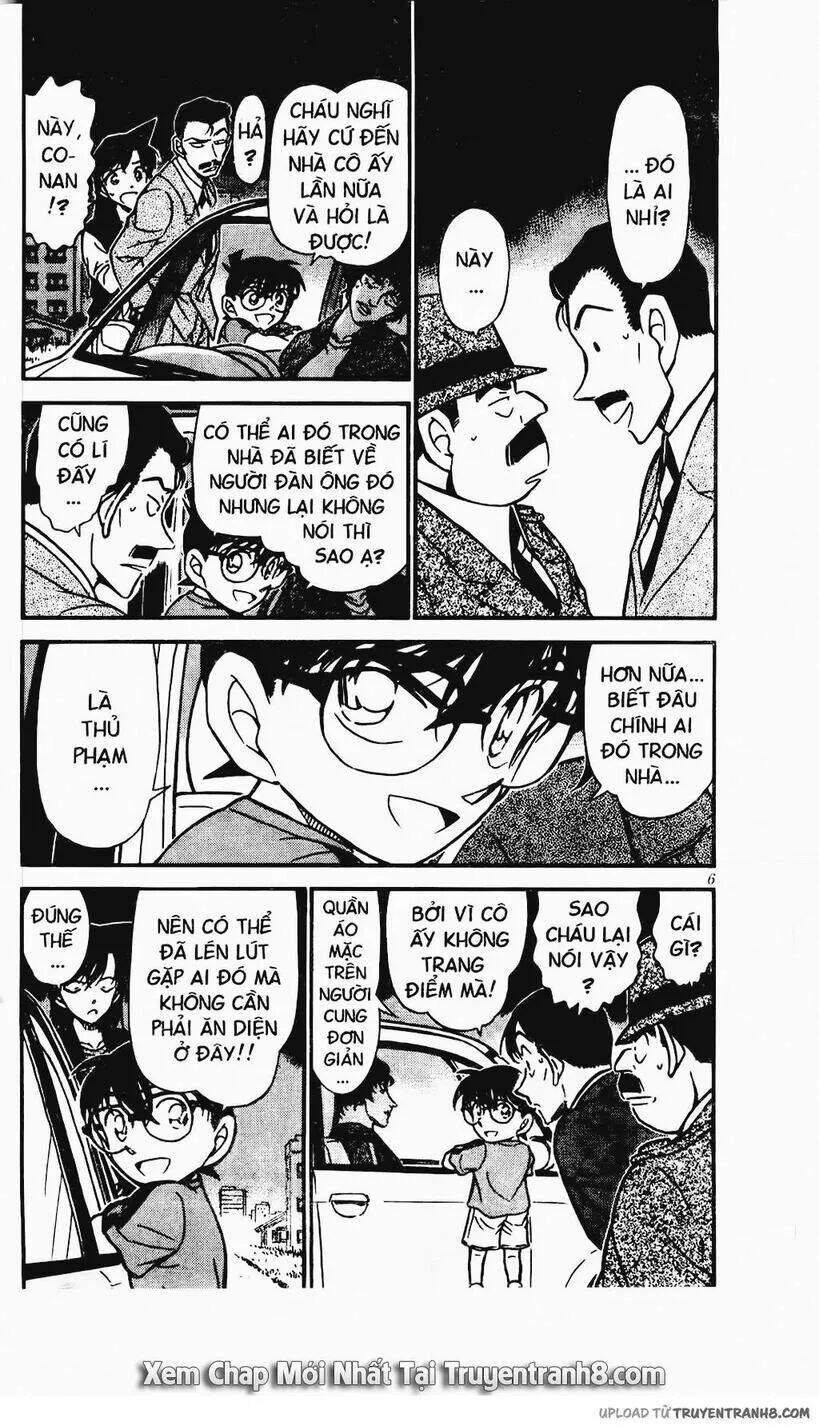 ... ĐÓ
LÀ AI
NHỈ?
NÀY
...
CHÁU NGHĨ
HÃY CỨ ĐẾN
NHÀ CÔ ẤY
LẦN NỮA
VÀ HỎI LÀ
ĐƯỢC!
HẢ
?
NÀY,
CO-
NAN
!?
CÓ THỂ AI ĐÓ TRONG
NHÀ ĐÃ BIẾT VỀ
NGƯỜI ĐÀN ÔNG ĐÓ
NHƯNG LẠI KHÔNG
NÓI THÌ
SAO Ạ?
CŨNG
CÓ LÍ
ĐẤY
...
HƠN NỮA...
BIẾT ĐÂU
CHÍNH AI
ĐÓ TRONG
NHÀ...
LÀ
THỦ
PHẠM
...
6
CÁI
GÌ?
SAO
CHÁU LẠI
NÓI VẬY
?
BỞI VÌ CÔ
ẤY KHÔNG
TRANG
ĐIỂM MÀ!
QUẦN
ÁO
MẶC
TRÊN
NGƯỜI
CUNG
ĐƠN
GIẢN
...
NÊN CÓ THỂ
ĐÃ LÉN LÚT
GẶP AI ĐÓ MÀ
KHÔNG CẦN
PHẢI ĂN DIỆN
Ở ĐÂY!!
ĐÚNG
THẾ
...
Xem Chap Mới Nhất Tại Truyentranh8.com
UPLOAD TỪ TRUYENTRANH8.COM